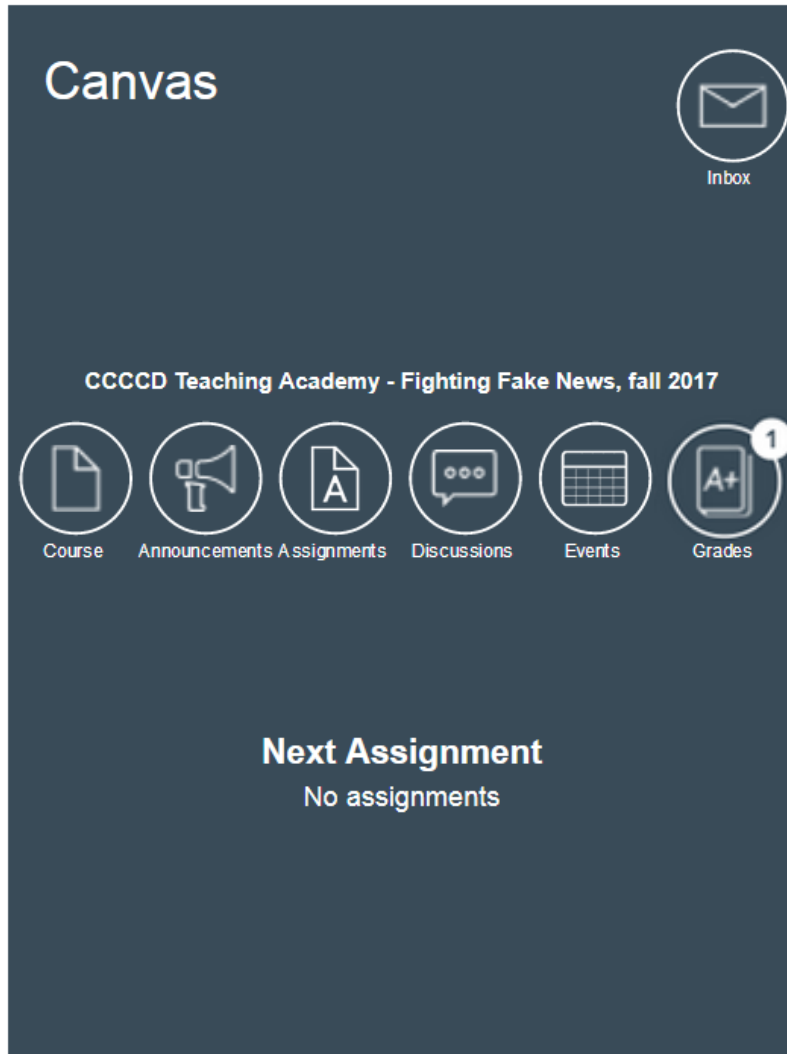 Canvas
Inbox
CCCCD Teaching Academy - Fighting Fake News, fall 2017
1
A
A+
Course Announcements Assignments Discussions Events Grades
Next Assignment
No assignments